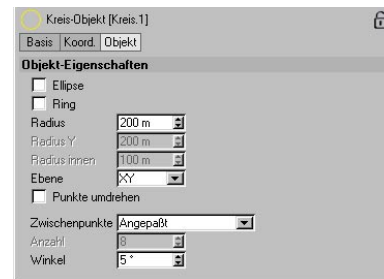 Kreis-Objekt [Kreis.1]
Basis Koord. Objekt
Objekt-Eigenschaften
Ellipse
Ring
Radius 200 m
Radius Y 200 m
Radius innen 100 m
Ebene XY
Punkte umdrehen
Zwischenpunkte Angepaßt
Anzahl 8
Winkel 5 °